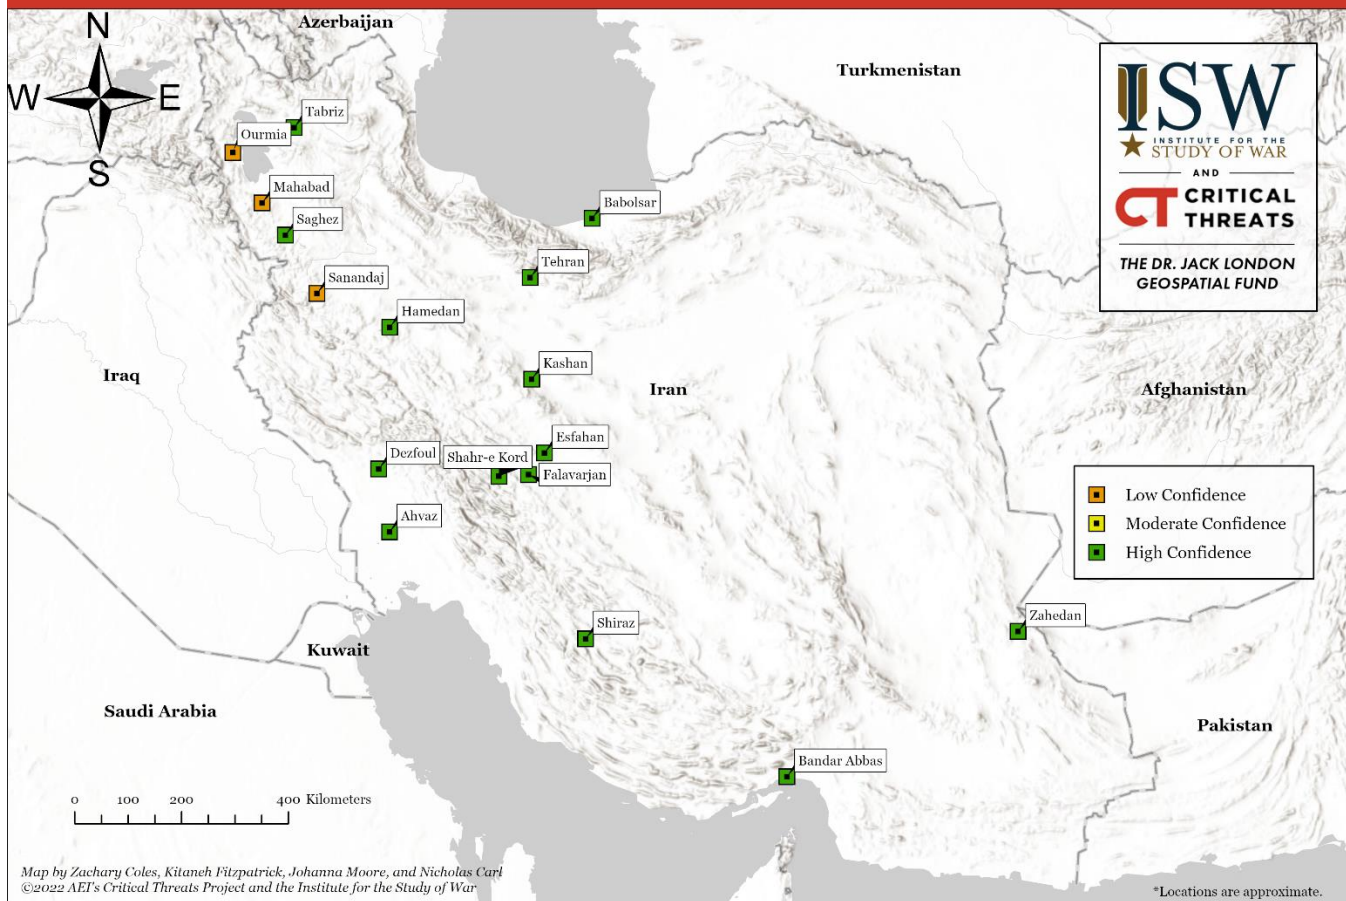 Azerbaijan
N
Turkmenistan
W
E
S
ISW
INSTITUTE FOR THE
STUDY OF WAR
AND
CT CRITICAL
THREATS
THE DR. JACK LONDON
GEOSPATIAL FUND
Tabriz
Ourmia
Mahabad
Saghez
Babolsar
Tehran
Sanandaj
Hamedan
Iraq
Kashan
Iran
Afghanistan
Esfahan
Dezfoul
Shahr-e Kord
Falavarjan
Ahvaz
Low Confidence
Moderate Confidence
High Confidence
Shiraz
Zahedan
Kuwait
Saudi Arabia
Pakistan
Bandar Abbas
0 100 200 400 Kilometers
Map by Zachary Coles, Kitaneh Fitzpatrick, Johanna Moore, and Nicholas Carl
©2022 AEI's Critical Threats Project and the Institute for the Study of War
*Locations are approximate.